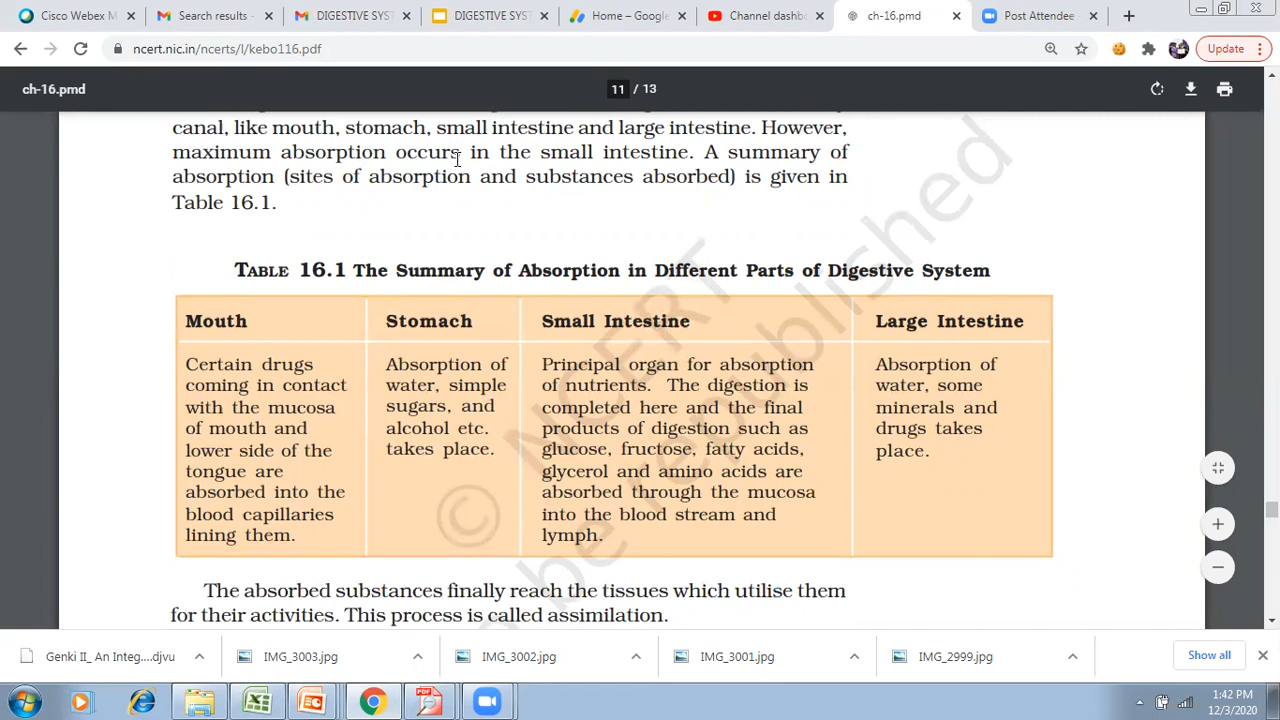 Cisco Webex M
Search results -
DIGESTIVE SYST
DIGESTIVE SYST
Home – Google
Channel dashb
ch-16.pmd
Post Attendee
ncert.nic.in/ncerts/l/kebo116.pdf
Update
ch-16.pmd
11 / 13
canal, like mouth, stomach, small intestine and large intestine. However,
maximum absorption occurs in the small intestine. A summary of
absorption (sites of absorption and substances absorbed) is given in
Table 16.1.
TABLE 16.1 The Summary of Absorption in Different Parts of Digestive System
Mouth
Certain drugs
coming in contact
with the mucosa
of mouth and
lower side of the
tongue are
absorbed into the
blood capillaries
lining them.
Stomach
Absorption of
water, simple
sugars, and
alcohol etc.
takes place.
Small Intestine
Principal organ for absorption
of nutrients. The digestion is
completed here and the final
products of digestion such as
glucose, fructose, fatty acids,
glycerol and amino acids are
absorbed through the mucosa
into the blood stream and
lymph.
Large Intestine
Absorption of
water, some
minerals and
drugs takes
place.
© NCERT
be republished
The absorbed substances finally reach the tissues which utilise them
for their activities. This process is called assimilation.
Genki II_ An Integ....djvu
IMG_3003.jpg
IMG_3002.jpg
IMG_3001.jpg
IMG_2999.jpg
Show all
1:42 PM
12/3/2020